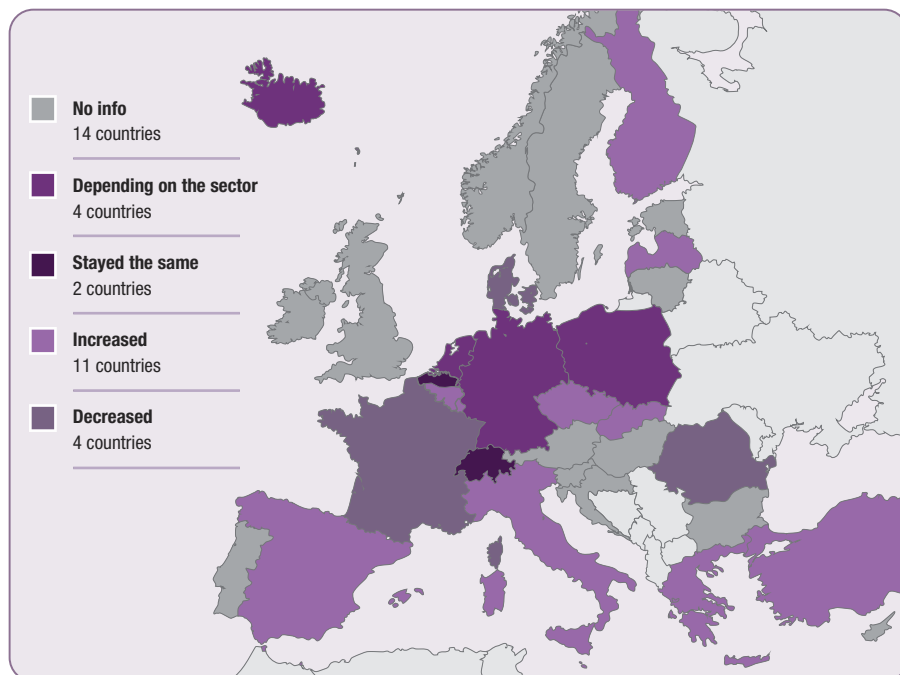 No info
14 countries
Depending on the sector
4 countries
Stayed the same
2 countries
Increased
11 countries
Decreased
4 countries